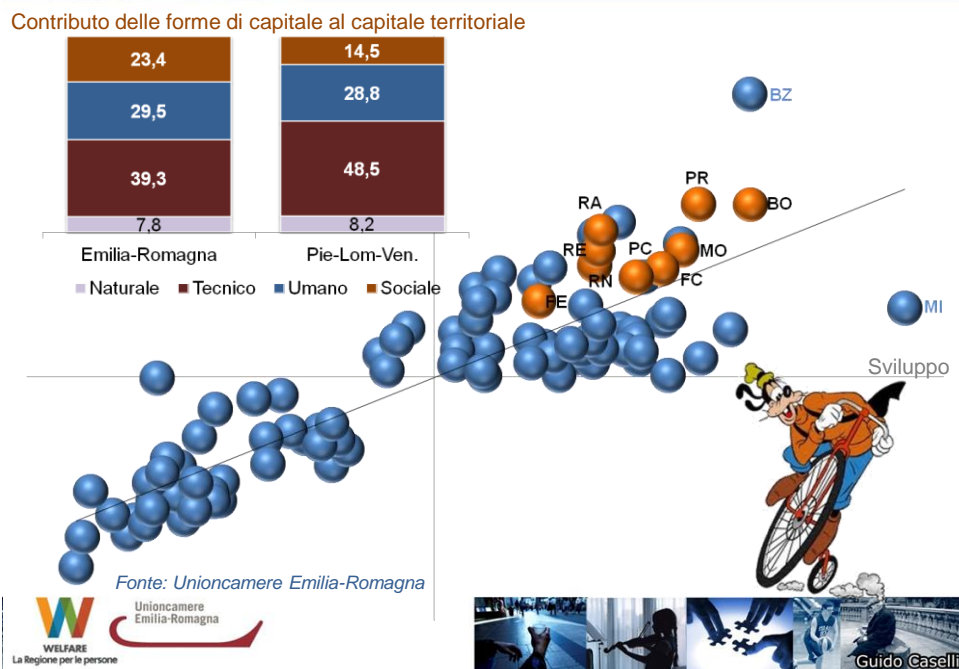 Contributo delle forme di capitale al capitale territoriale
23,4
14,5
29,5
28,8
39,3
48,5
7,8
8,2
Emilia-Romagna
Pie-Lom-Ven.
Naturale
Tecnico
Umano
Sociale
BZ
PR
BO
RA
RE
PC
MO
RN
FC
FE
MI
Sviluppo
Fonte: Unioncamere Emilia-Romagna
WELFARE
La Regione per le persone
Unioncamere
Emilia-Romagna
Guido Caselli